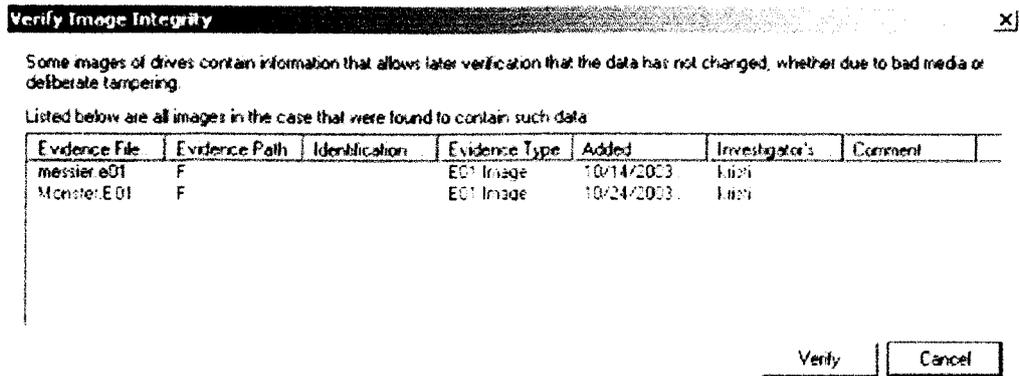 Verify Image Integrity
Some images of drives contain information that allows later verification that the data has not changed, whether due to bad media or
deliberate tampering.
Listed below are all images in the case that were found to contain such data
Evidence File Evidence Path Identification Evidence Type Added Investigator's Comment
messier.e01 F E01 Image 10/14/2003
Monster.E01 F E01 Image 10/24/2003
Verify Cancel